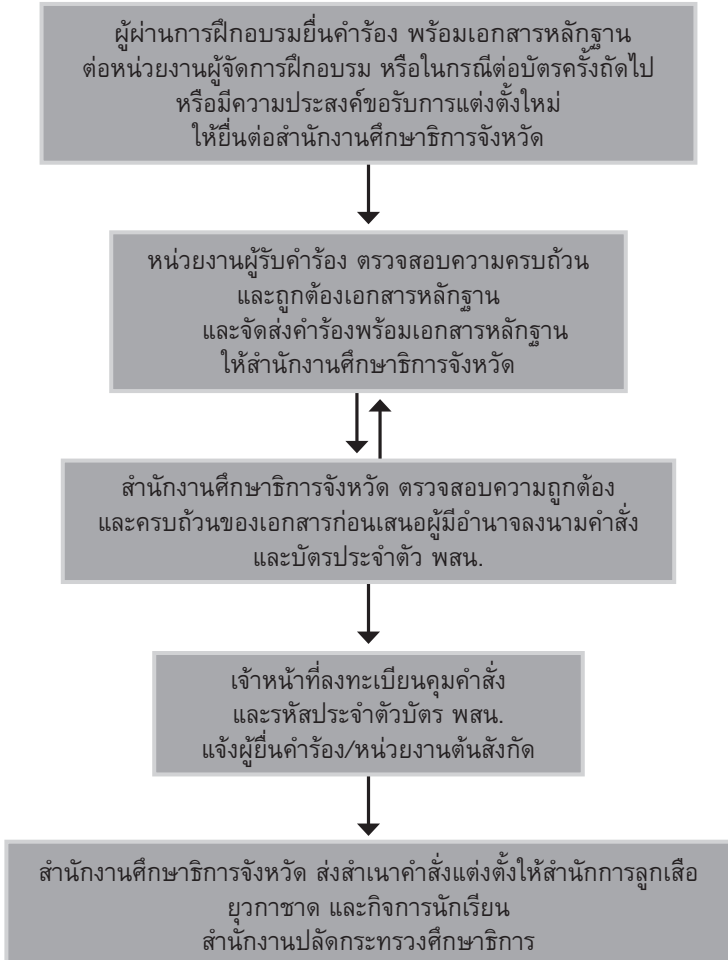 ผู้ผ่านการฝึกอบรมยื่นคำร้อง พร้อมเอกสารหลักฐาน
ต่อหน่วยงานผู้จัดการฝึกอบรม หรือในกรณีต่อบัตรครั้งถัดไป
หรือมีความประสงค์ขอรับการแต่งตั้งใหม่
ให้ยื่นต่อสำนักงานศึกษาธิการจังหวัด
หน่วยงานผู้รับคำร้อง ตรวจสอบความครบถ้วน
และถูกต้องเอกสารหลักฐาน
และจัดส่งคำร้องพร้อมเอกสารหลักฐาน
ให้สำนักงานศึกษาธิการจังหวัด
สำนักงานศึกษาธิการจังหวัด ตรวจสอบความถูกต้อง
และครบถ้วนของเอกสารก่อนเสนอผู้มีอำนาจลงนามคำสั่ง
และบัตรประจำตัว พสน.
เจ้าหน้าที่ลงทะเบียนคุมคำสั่ง
และรหัสประจำตัวบัตร พสน.
แจ้งผู้ยื่นคำร้อง/หน่วยงานต้นสังกัด
สำนักงานศึกษาธิการจังหวัด ส่งสำเนาคำสั่งแต่งตั้งให้สำนักการลูกเสือ
ยุวกาชาด และกิจการนักเรียน
สำนักงานปลัดกระทรวงศึกษาธิการ